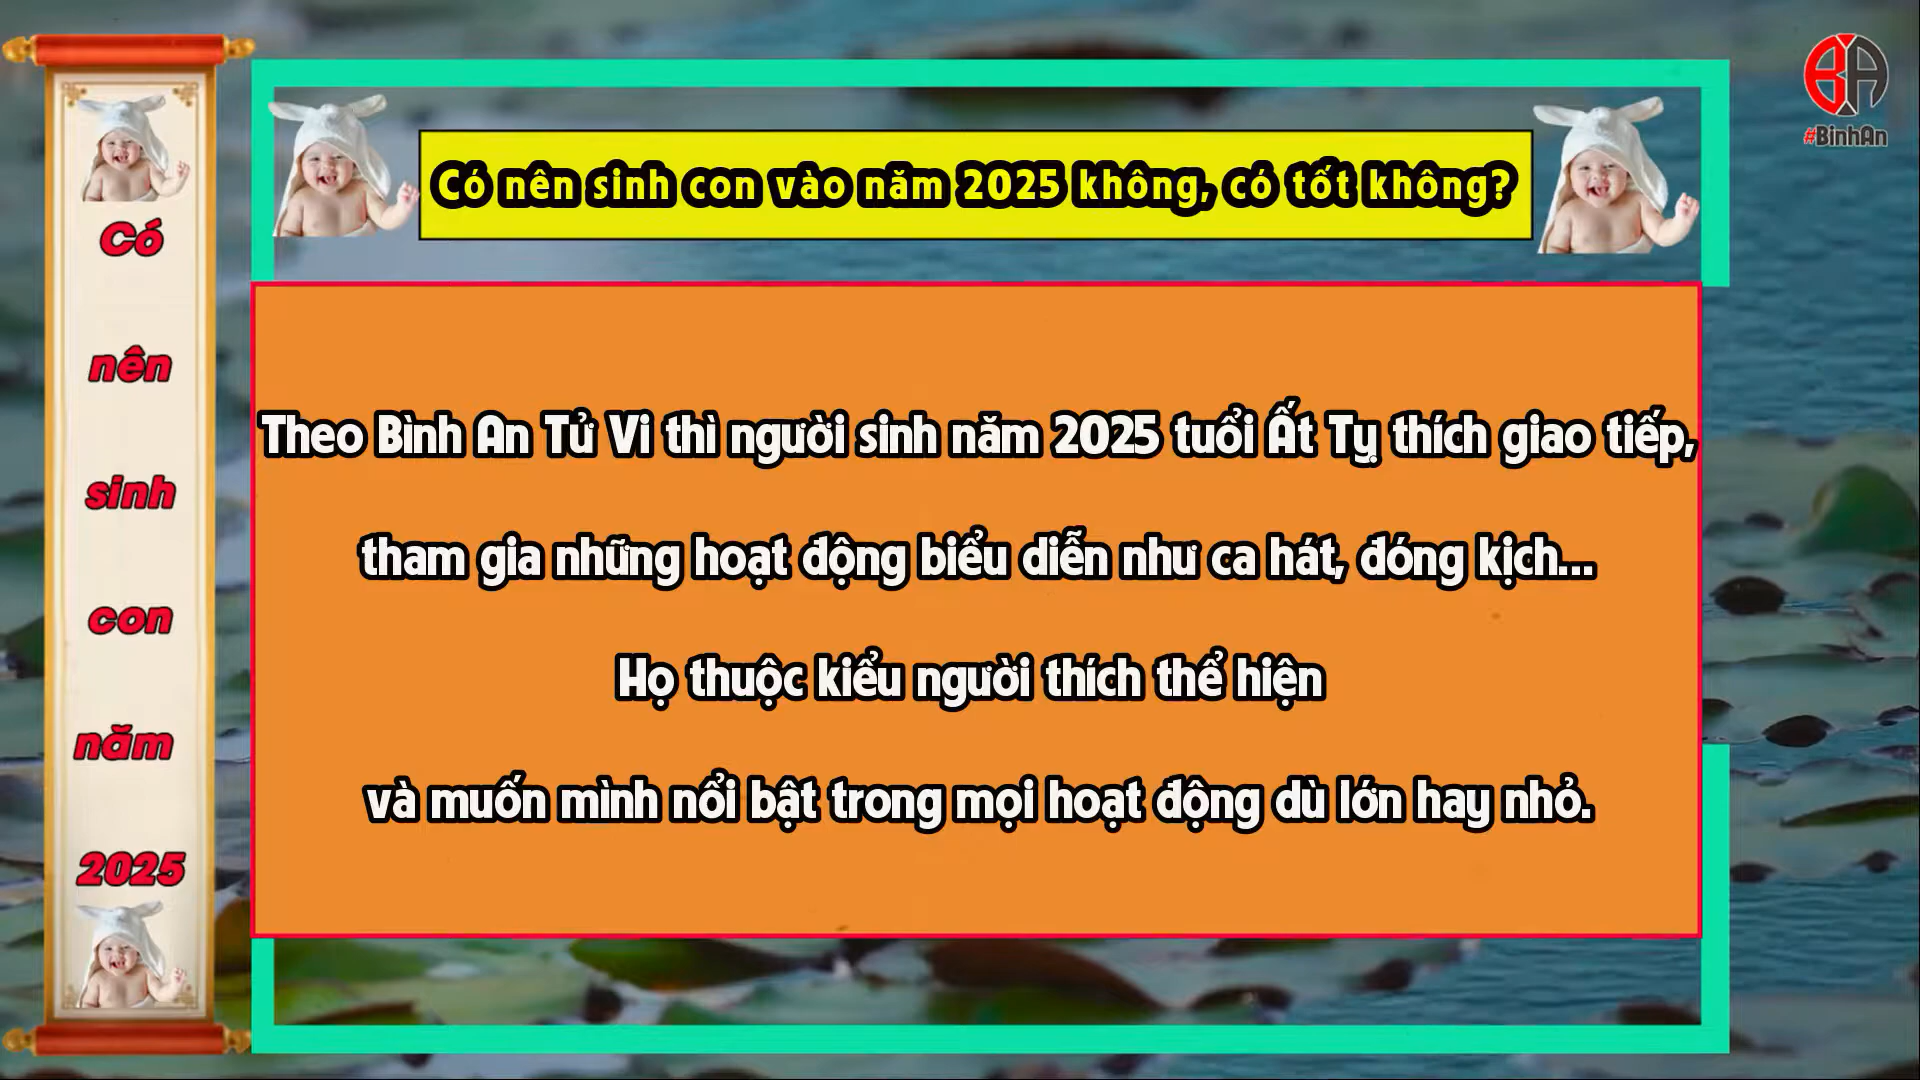 Có
nên
sinh
con
năm
2025
Có nên sinh con vào năm 2025 không, có tốt không?
Theo Bình An Tử Vi thì người sinh năm 2025 tuổi Ất Tỵ thích giao tiếp,
tham gia những hoạt động biểu diễn như ca hát, đóng kịch...
Họ thuộc kiểu người thích thể hiện
và muốn mình nổi bật trong mọi hoạt động dù lớn hay nhỏ.
BA
#BinhAn